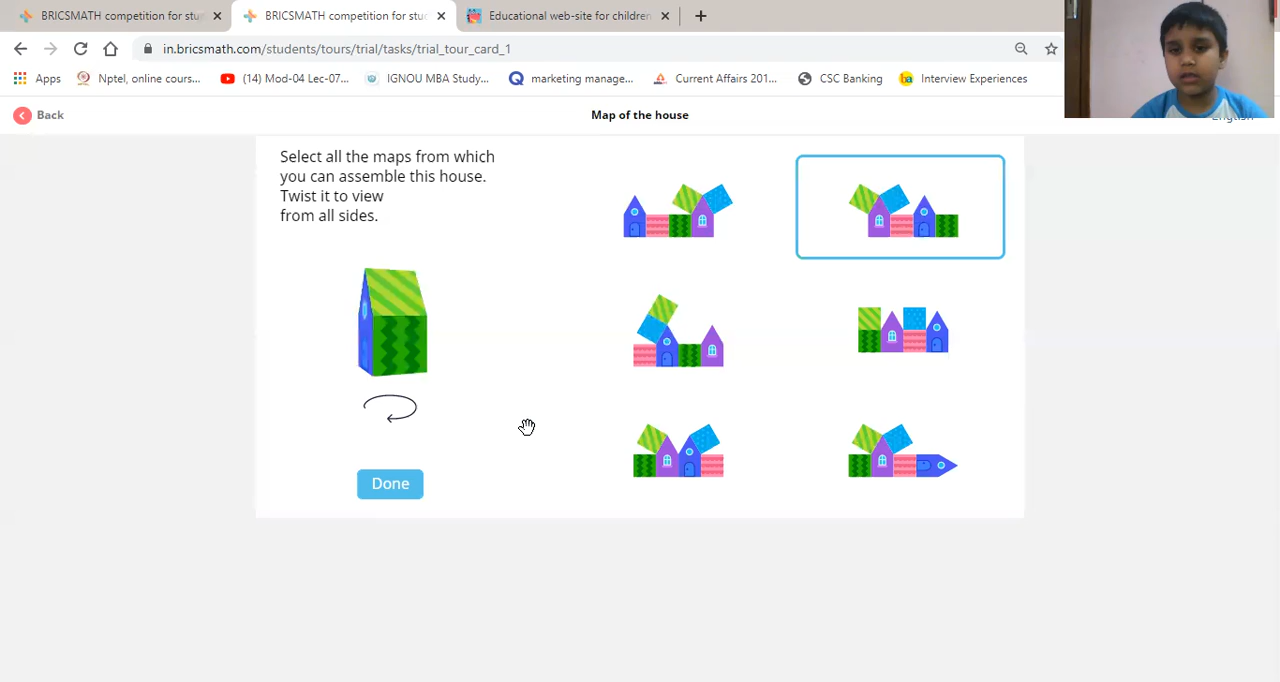 BRICSMATH competition for stu
BRICSMATH competition for stu
Educational web-site for children
in.bricsmath.com/students/tours/trial/tasks/trial_tour_card_1
Apps
Nptel, online cours...
(14) Mod-04 Lec-07...
IGNOU MBA Study...
marketing manage...
Current Affairs 201...
CSC Banking
Interview Experiences
Back
Map of the house
English
Select all the maps from which
you can assemble this house.
Twist it to view
from all sides.
Done